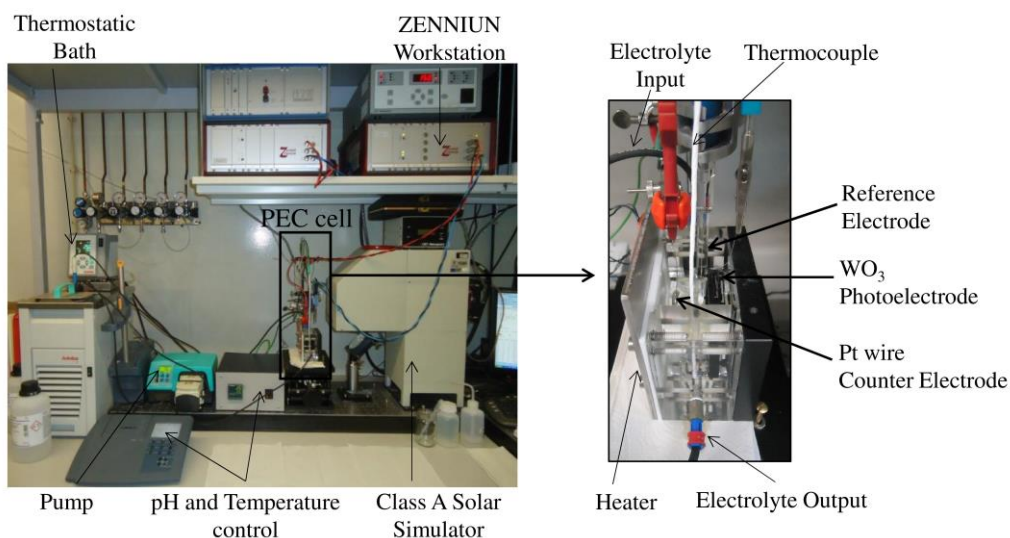 Thermostatic
Bath
ZENNIUN
Workstation
PEC cell
Pump
pH and Temperature
control
Class A Solar
Simulator
Electrolyte
Input
Thermocouple
Reference
Electrode
WO₃
Photoelectrode
Pt wire
Counter Electrode
Heater
Electrolyte Output